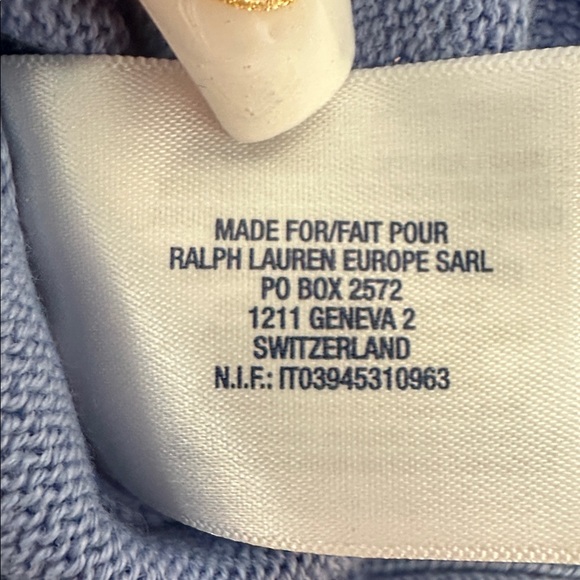 MADE FOR/FAIT POUR
RALPH LAUREN EUROPE SARL
PO BOX 2572
1211 GENEVA 2
SWITZERLAND
N.I.F.: IT03945310963